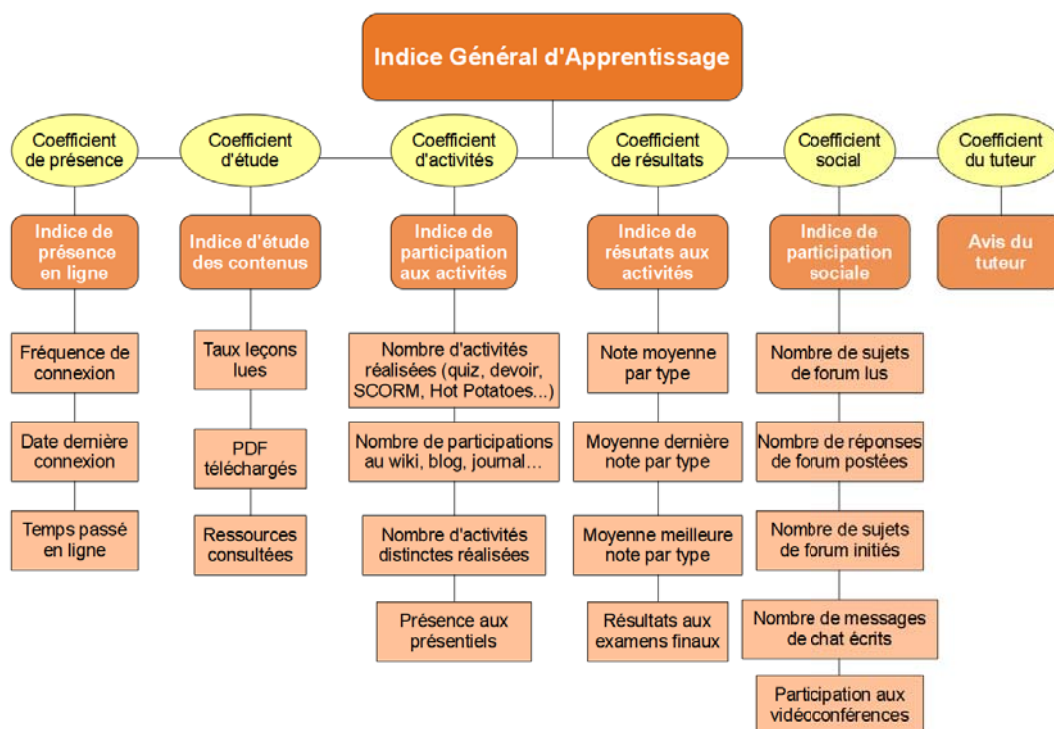 Indice Général d'Apprentissage
Coefficient
de présence
Coefficient
d'étude
Coefficient
d'activités
Coefficient
de résultats
Coefficient
social
Coefficient
du tuteur
Indice de
présence
en ligne
Indice d'étude
des contenus
Indice de
participation
aux activités
Indice de
résutats aux
activités
Indice de
participation
sociale
Avis du
tuteur
Fréquence de
connexion
Date dernière
connexion
Temps passé
en ligne
Taux leçons
lues
PDF
téléchargés
Ressources
consultées
Nombre d'activités
réalisées (quiz, devoir,
SCORM, Hot Potatoes...)
Nombre de participations
au wiki, blog, journal...
Nombre d'activités
distinctes réalisées
Présence aux
présentiels
Note moyenne
par type
Moyenne dernière
note par type
Moyenne meilleure
note par type
Résultats aux
examens finaux
Nombre de sujets
de forum lus
Nombre de réponses
de forum postées
Nombre de sujets
de forum initiés
Nombre de messages
de chat écrits
Participation aux
vidéoconférences